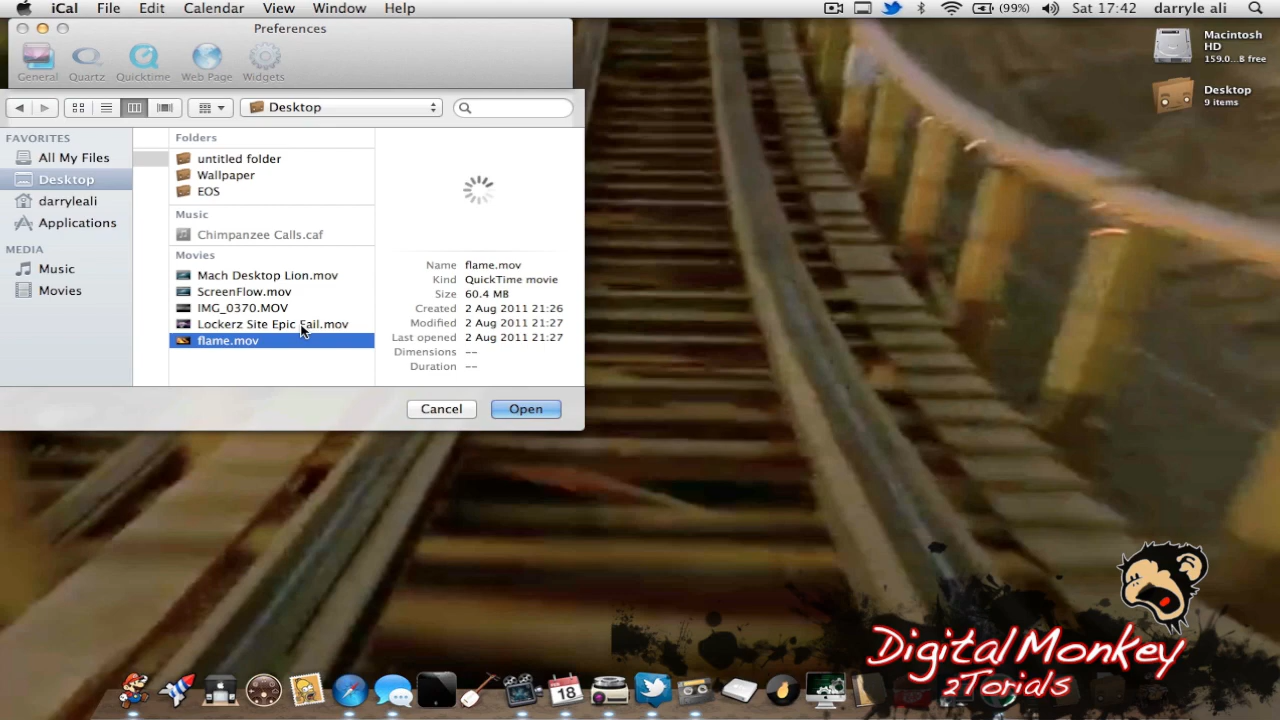 iCal File Edit Calendar View Window Help (99%) Sat 17:42 darryle ali
Preferences
General Quartz Quicktime Web Page Widgets
Macintosh
HD
159.0...B free
Desktop
9 items
Desktop
FAVORITES
All My Files
Desktop
darryleali
Applications
MEDIA
Music
Movies
Folders
untitled folder
Wallpaper
EOS
Music
Chimpanzee Calls.caf
Movies
Mach Desktop Lion.mov
ScreenFlow.mov
IMG_0370.MOV
Lockerz Site Epic Fail.mov
flame.mov
Name flame.mov
Kind QuickTime movie
Size 60.4 MB
Created 2 Aug 2011 21:26
Modified 2 Aug 2011 21:27
Last opened 2 Aug 2011 21:27
Dimensions --
Duration --
Cancel Open
Digital Monkey
2Torials
18